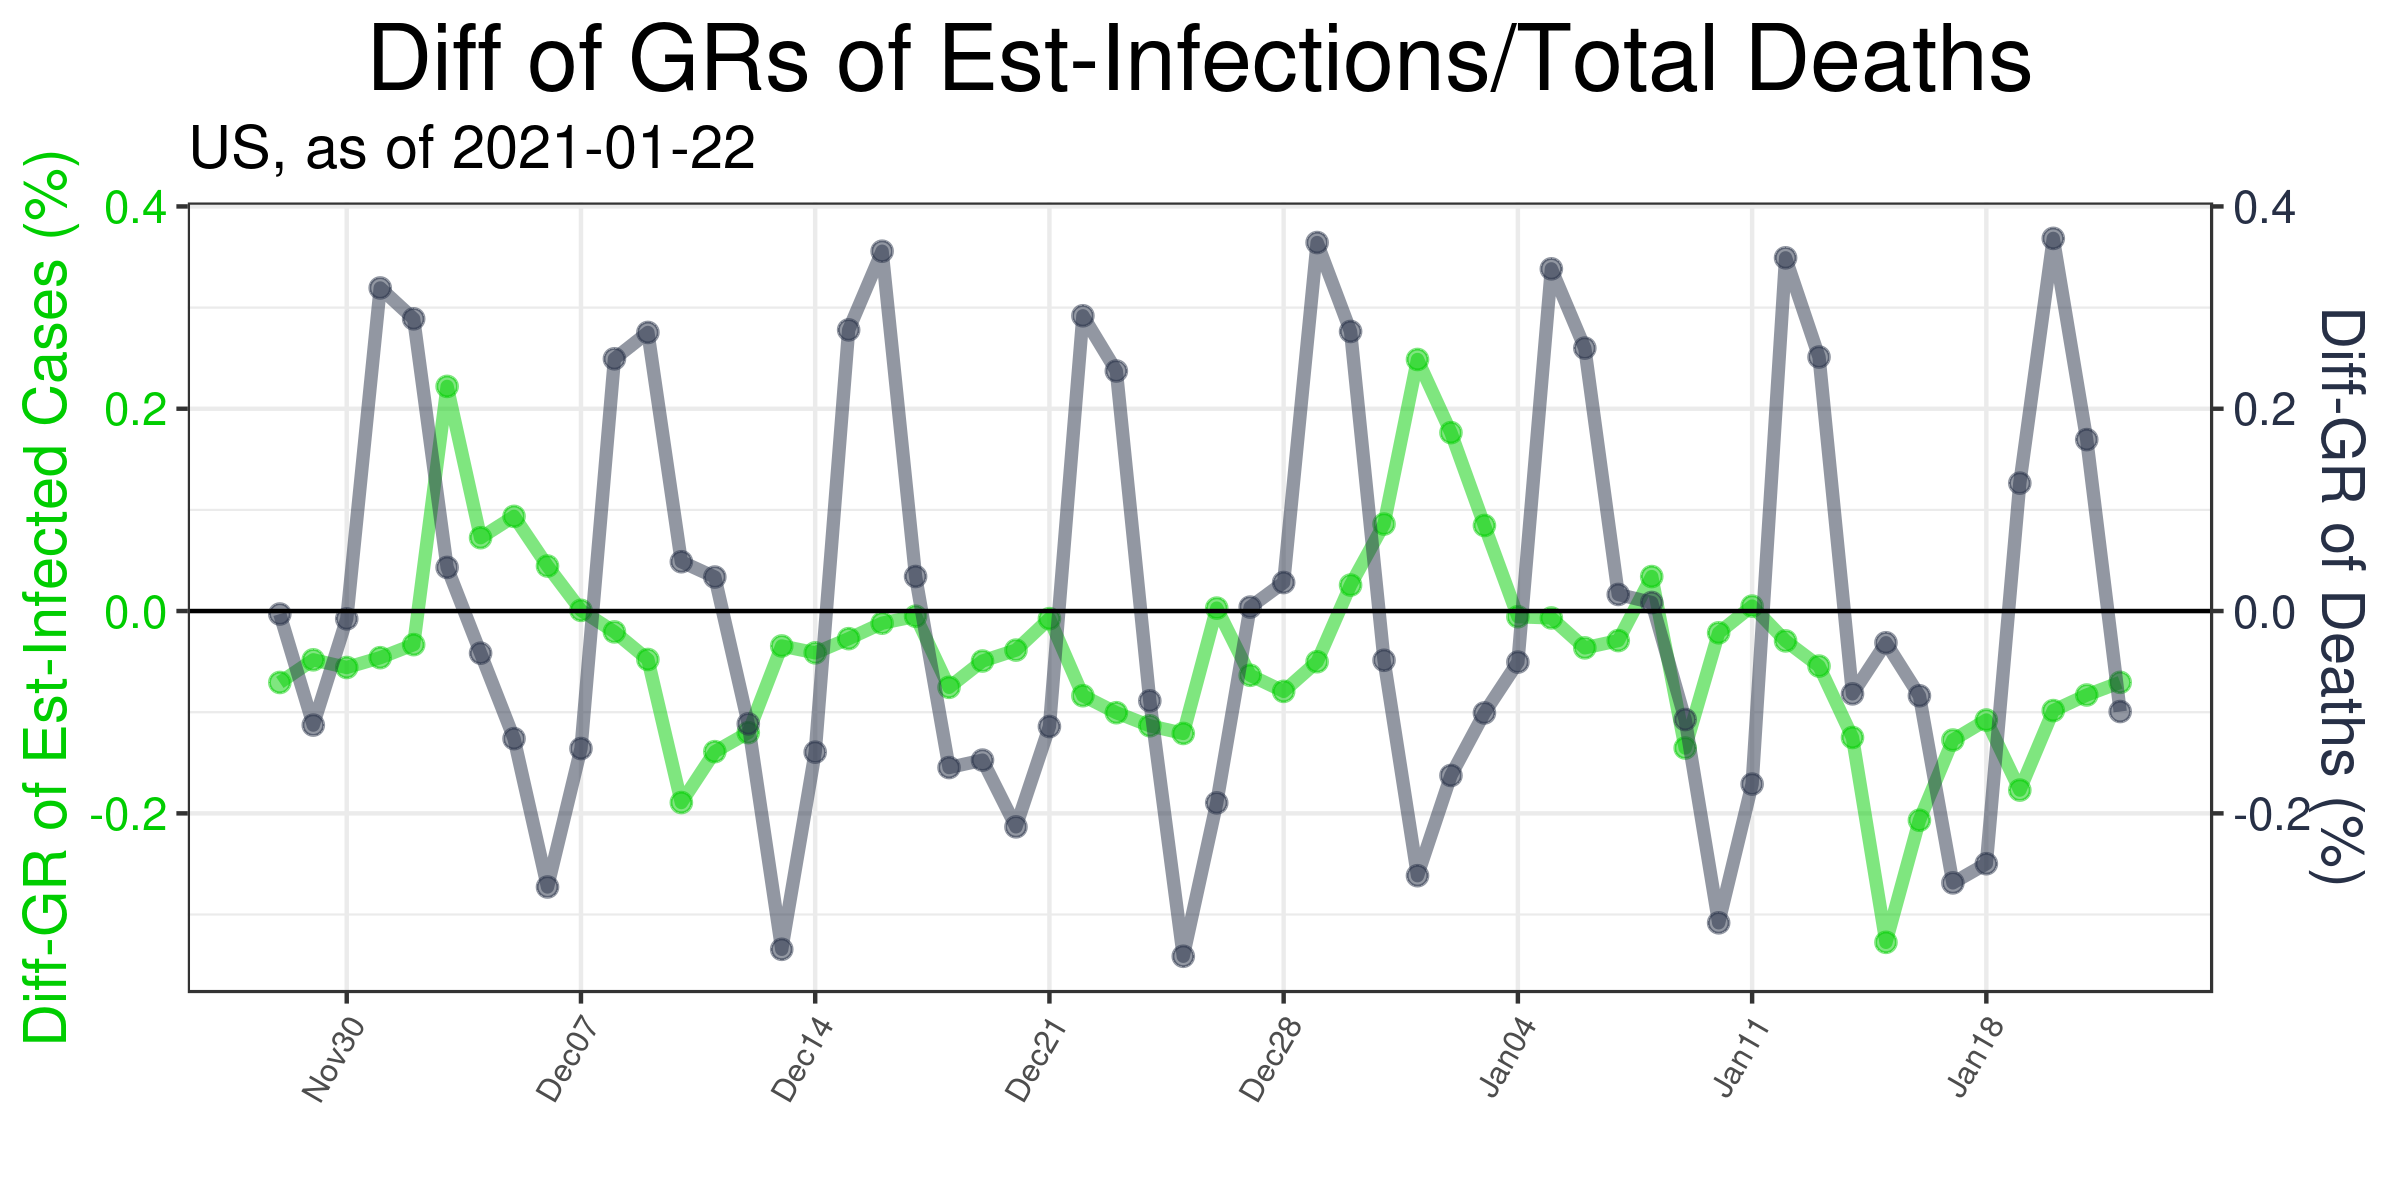 Diff of GRs of Est-Infections/Total Deaths
US, as of 2021-01-22
Diff-GR of Est-Infected Cases (%)
0.4
0.2
0.0
-0.2
0.4
0.2
0.0
-0.2
Diff-GR of Deaths (%)
Nov30
Dec07
Dec14
Dec21
Dec28
Jan04
Jan11
Jan18